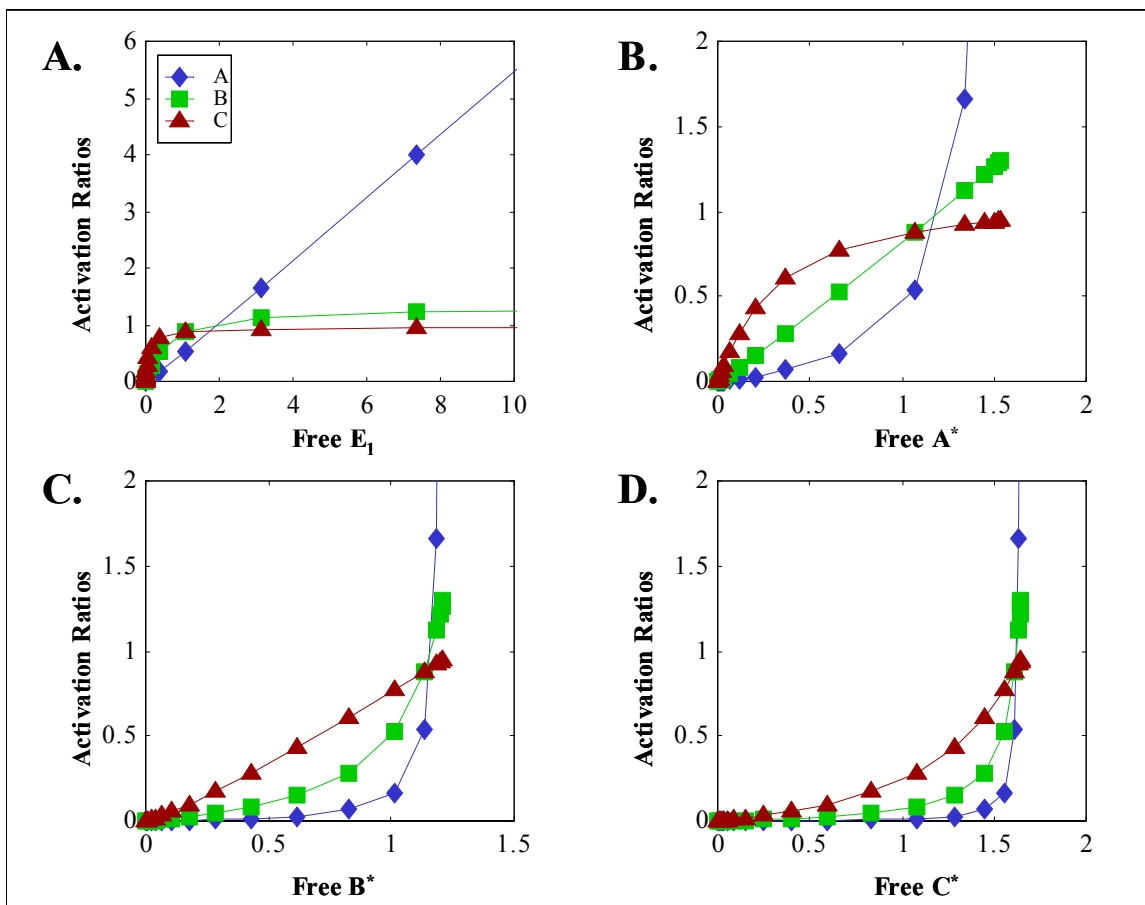 A.
6
5
4
3
2
1
0
0 2 4 6 8 10
Activation Ratios
Free E1
A
B
C
B.
2
1.5
1
0.5
0
0 0.5 1 1.5 2
Activation Ratios
Free A*
C.
2
1.5
1
0.5
0
0 0.5 1 1.5
Activation Ratios
Free B*
D.
2
1.5
1
0.5
0
0 0.5 1 1.5 2
Activation Ratios
Free C*